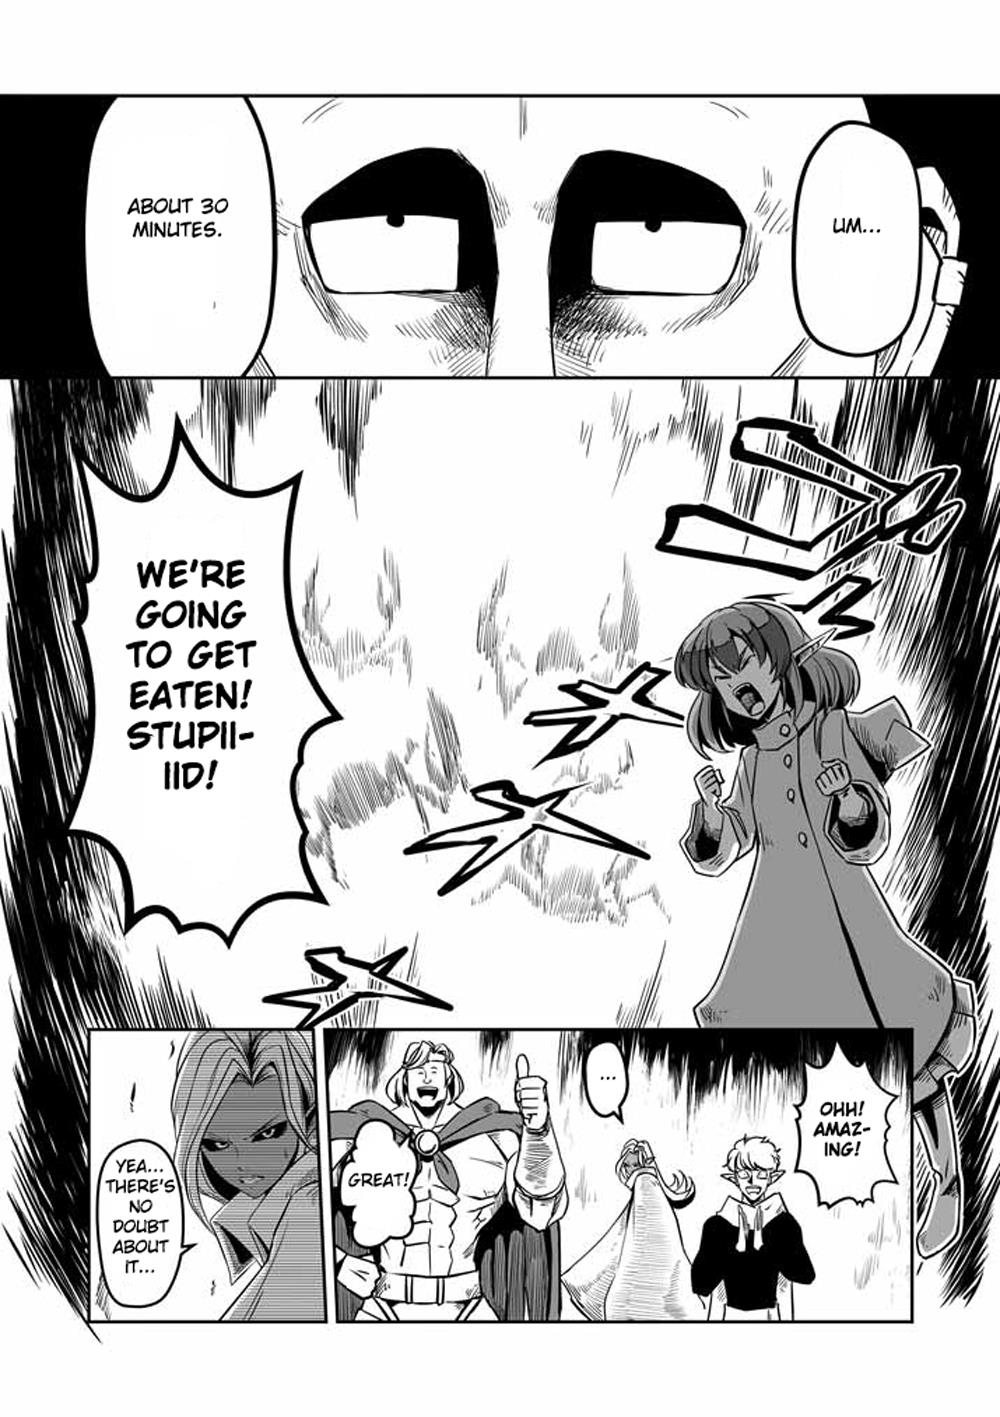 UM...
ABOUT 30
MINUTES.
WE'RE
GOING
TO GET
EATEN!
STUPII-
IID!
OHH!
AMAZ-
ING!
...
GREAT!
YEA...
THERE'S
NO
DOUBT
ABOUT
IT...